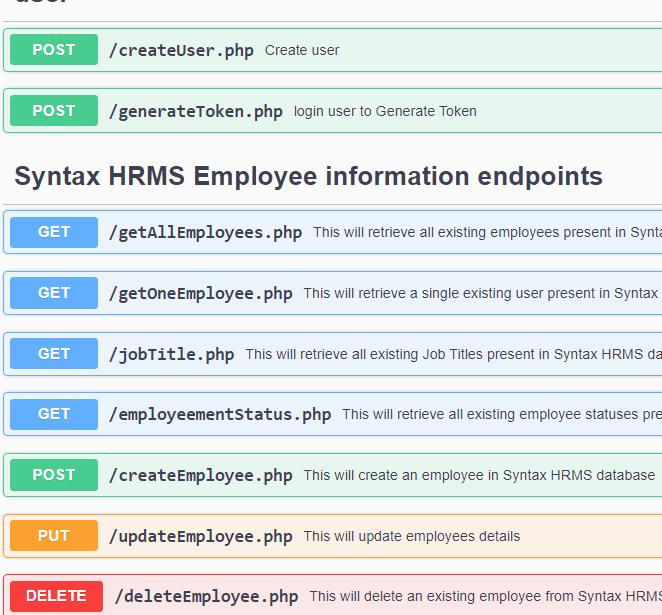 user
POST /createUser.php Create user
POST /generateToken.php login user to Generate Token
Syntax HRMS Employee information endpoints
GET /getAllEmployees.php This will retrieve all existing employees present in Synta
GET /getOneEmployee.php This will retrieve a single existing user present in Syntax
GET /jobTitle.php This will retrieve all existing Job Titles present in Syntax HRMS da
GET /employeementStatus.php This will retrieve all existing employee statuses pre
POST /createEmployee.php This will create an employee in Syntax HRMS database
PUT /updateEmployee.php This will update employees details
DELETE /deleteEmployee.php This will delete an existing employee from Syntax HRMS